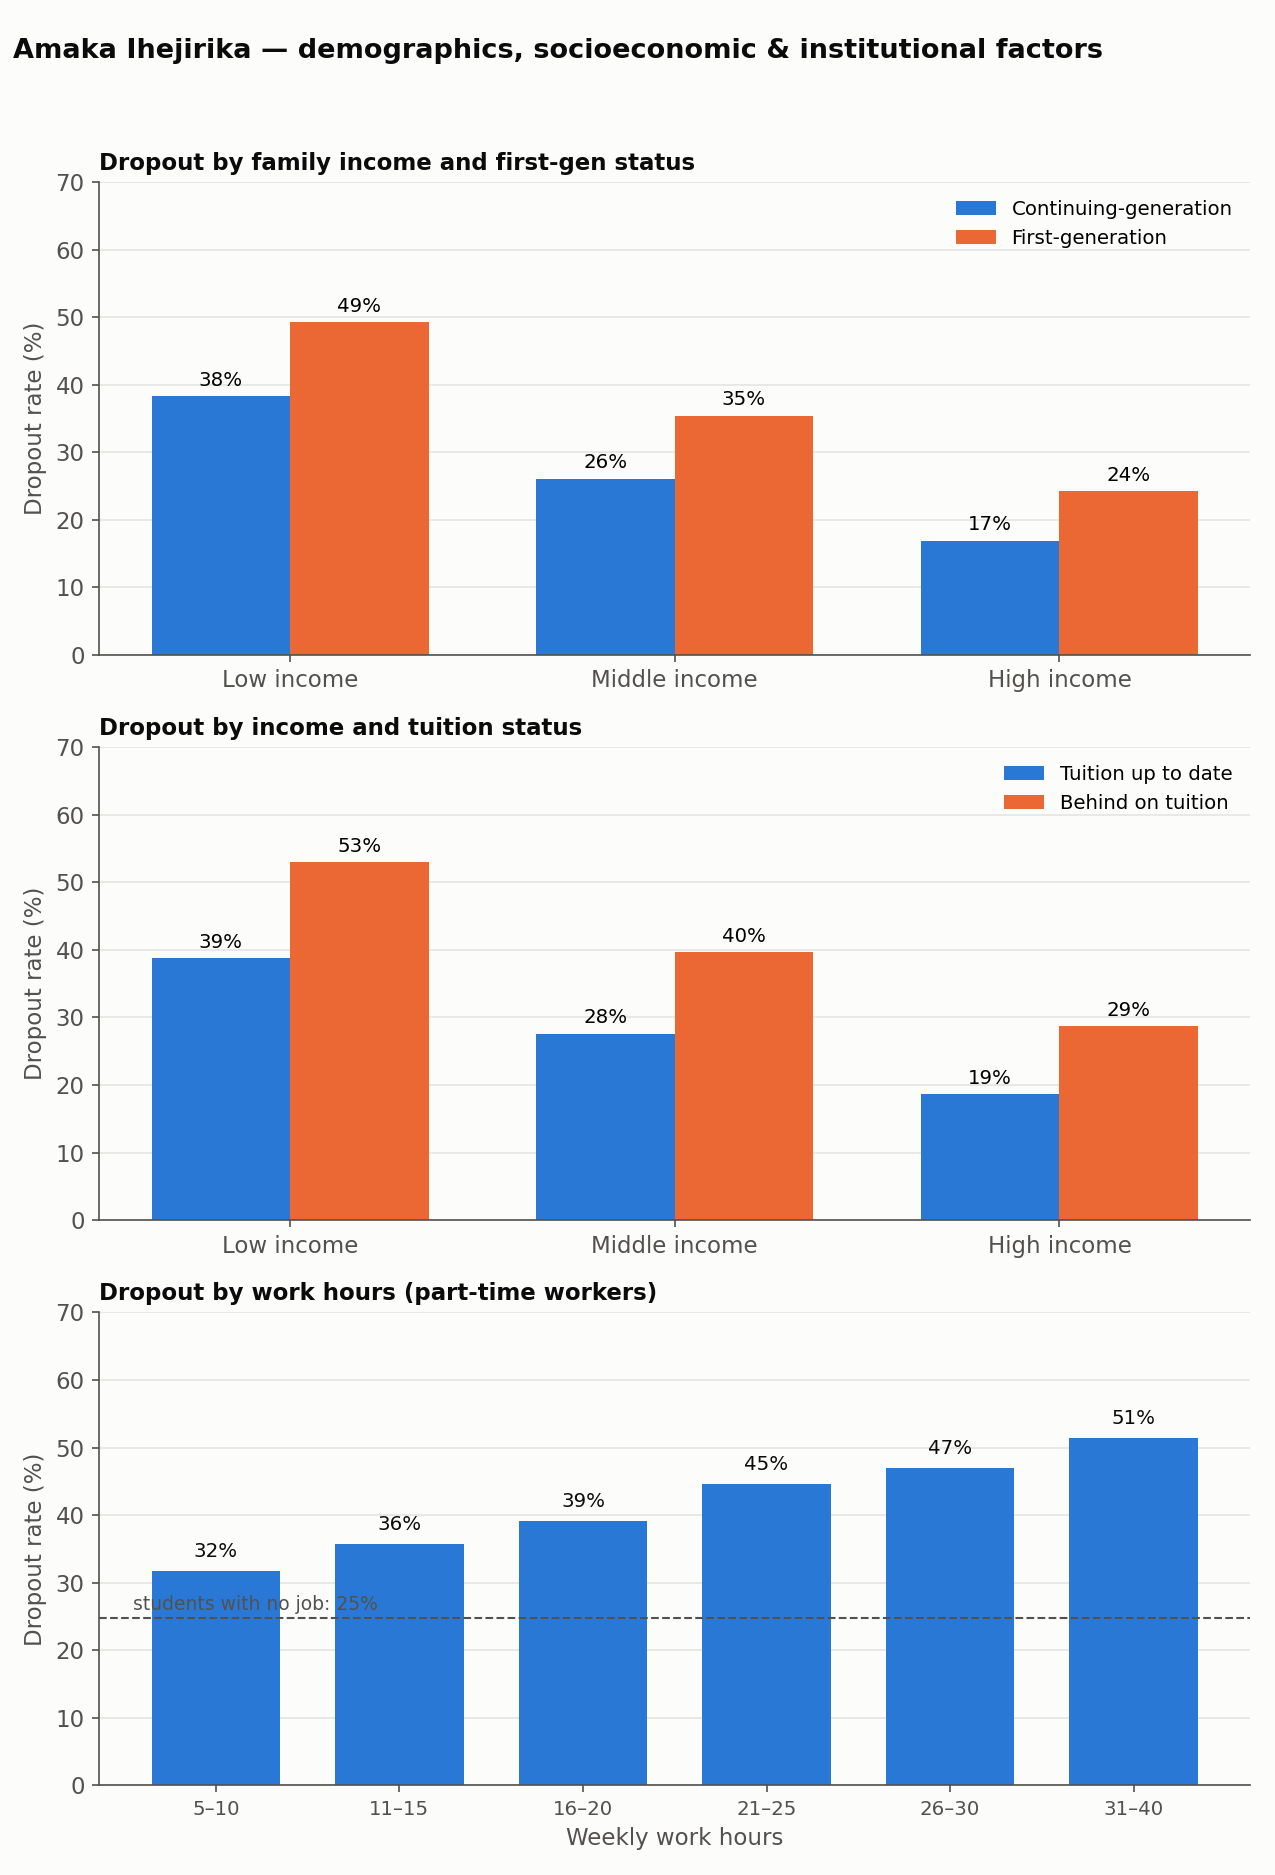 Amaka Ihejirika — demographics, socioeconomic & institutional factors
Dropout by family income and first-gen status
Continuing-generation
First-generation
Dropout rate (%)
70
60
50
40
30
20
10
0
38%
49%
26%
35%
17%
24%
Low income
Middle income
High income
Dropout by income and tuition status
Tuition up to date
Behind on tuition
Dropout rate (%)
70
60
50
40
30
20
10
0
39%
53%
28%
40%
19%
29%
Low income
Middle income
High income
Dropout by work hours (part-time workers)
Dropout rate (%)
70
60
50
40
30
20
10
0
32%
36%
39%
45%
47%
51%
students with no job: 25%
5–10
11–15
16–20
21–25
26–30
31–40
Weekly work hours